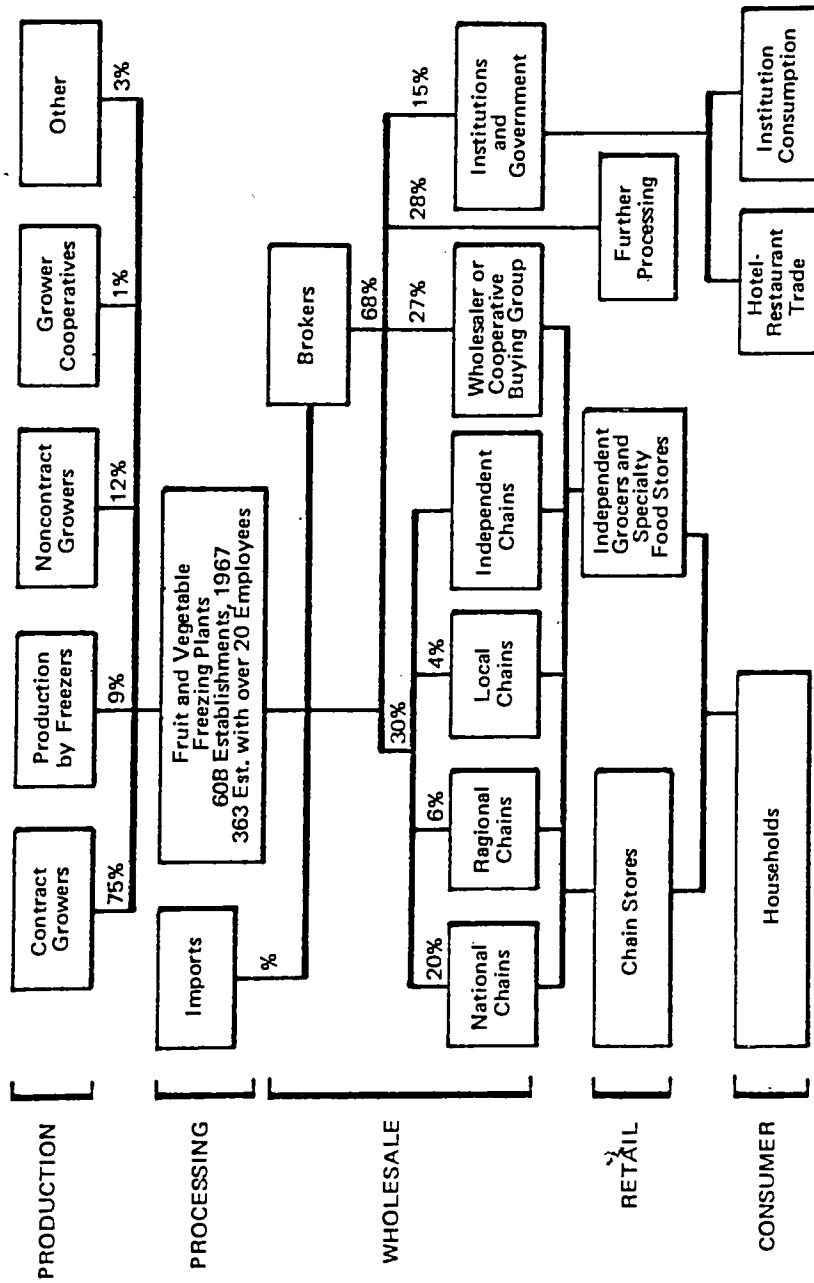 PRODUCTION
Contract
Growers
Production
by Freezers
Noncontract
Growers
Grower
Cooperatives
Other
75%
9%
12%
1%
3%
PROCESSING
Imports
Fruit and Vegetable
Freezing Plants
608 Establishments, 1967
363 Est. with over 20 Employees
%
WHOLESALE
Brokers
68%
30%
20%
6%
4%
27%
28%
15%
National
Chains
Ragional
Chains
Local
Chains
Independent
Chains
Wholesaler or
Cooperative
Buying Group
Institutions
and
Government
RETAIL
Chain Stores
Independent
Grocers and
Specialty
Food Stores
Further
Processing
CONSUMER
Households
Hotel-
Restaurant
Trade
Institution
Consumption